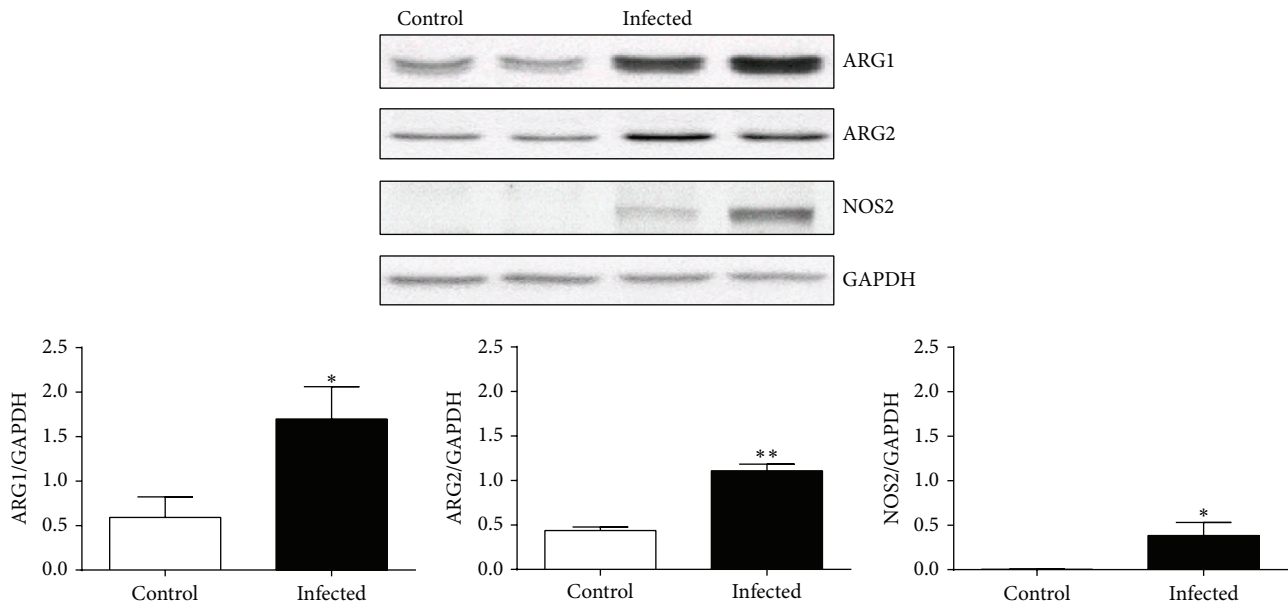 Control Infected
ARG1
ARG2
NOS2
GAPDH
ARG1/GAPDH
2.5
2.0
1.5
1.0
0.5
0.0
*
Control Infected
ARG2/GAPDH
2.5
2.0
1.5
1.0
0.5
0.0
**
Control Infected
NOS2/GAPDH
2.5
2.0
1.5
1.0
0.5
0.0
*
Control Infected